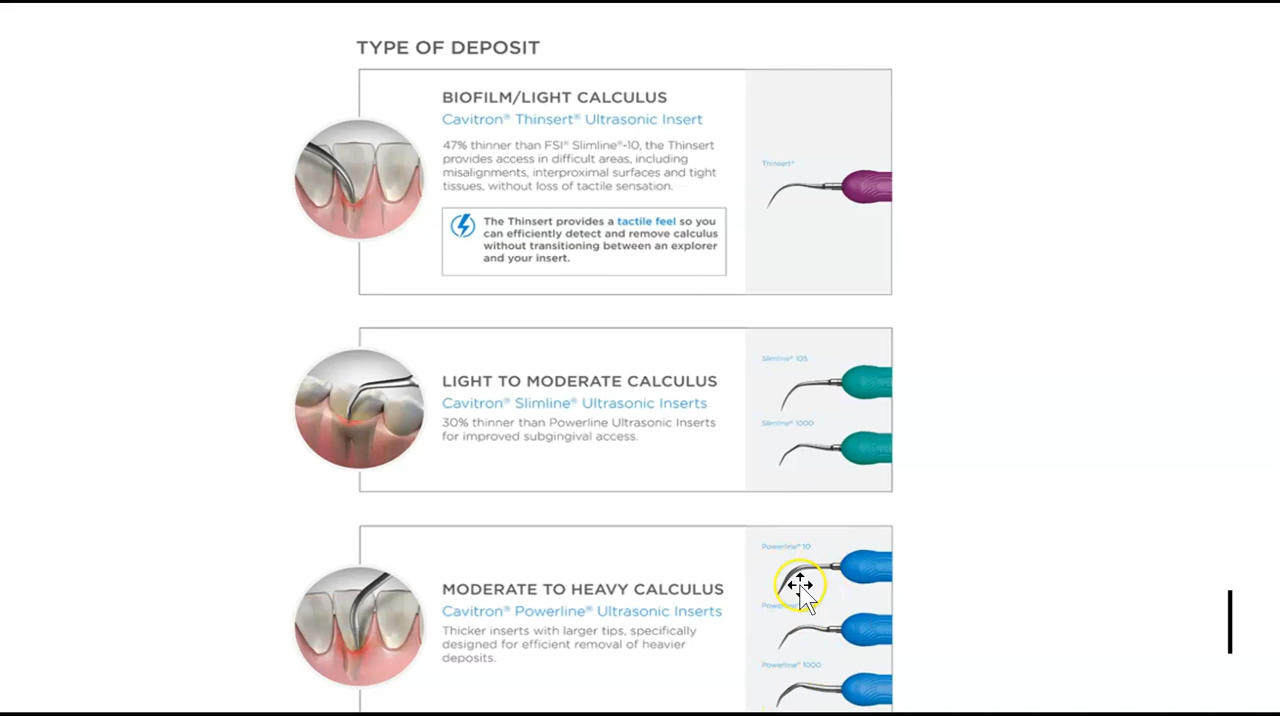 TYPE OF DEPOSIT
BIOFILM/LIGHT CALCULUS
Cavitron® Thinsert® Ultrasonic Insert
47% thinner than FSI® Slimline®-10, the Thinsert
provides access in difficult areas, including
misalignments, interproximal surfaces and tight
tissues, without loss of tactile sensation.
The Thinsert provides a tactile feel so you
can efficiently detect and remove calculus
without transitioning between an explorer
and your insert.
Thinsert®
LIGHT TO MODERATE CALCULUS
Cavitron® Slimline® Ultrasonic Inserts
30% thinner than Powerline Ultrasonic Inserts
for improved subgingival access.
Slimline® 10S
Slimline® 1000
MODERATE TO HEAVY CALCULUS
Cavitron® Powerline® Ultrasonic Inserts
Thicker inserts with larger tips, specifically
designed for efficient removal of heavier
deposits.
Powerline® 10
Powerline® 1000